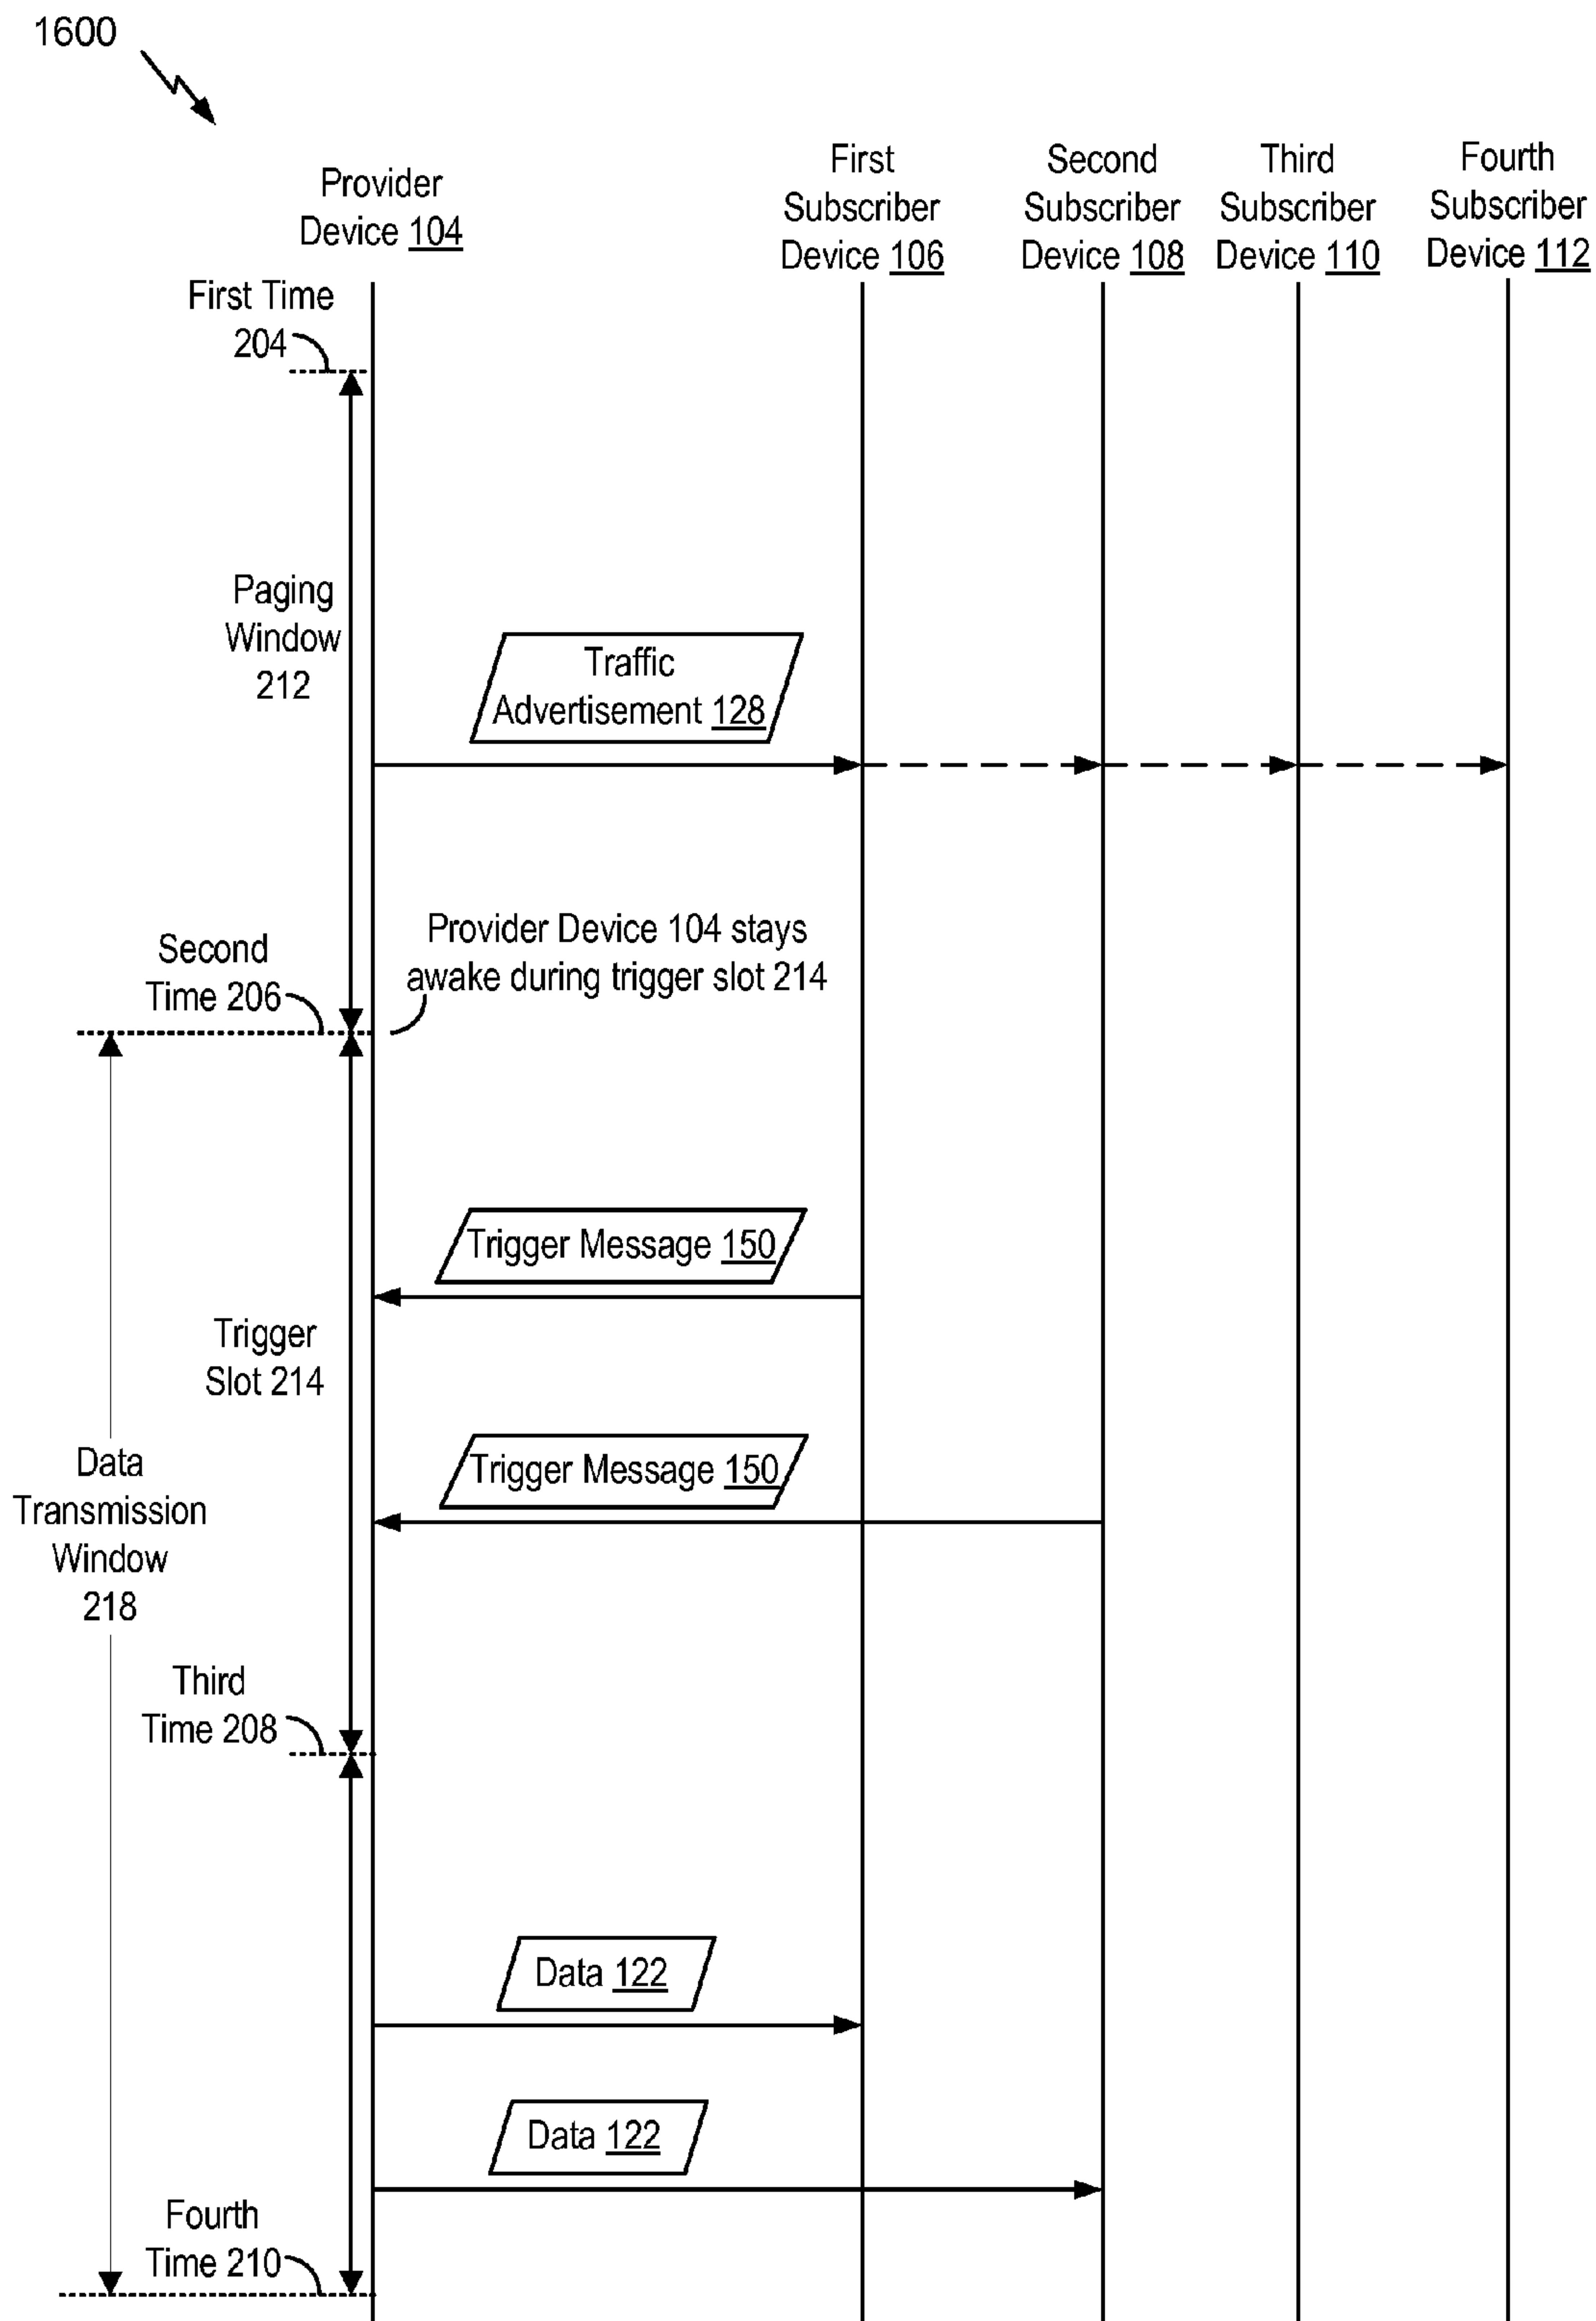 1600
Provider
Device 104
First
Subscriber
Device 106
Second
Subscriber
Device 108
Third
Subscriber
Device 110
Fourth
Subscriber
Device 112
First Time
204
Paging
Window
212
Traffic
Advertisement 128
Second
Time 206
Provider Device 104 stays
awake during trigger slot 214
Trigger Message 150
Trigger
Slot 214
Trigger Message 150
Data
Transmission
Window
218
Third
Time 208
Data 122
Data 122
Fourth
Time 210